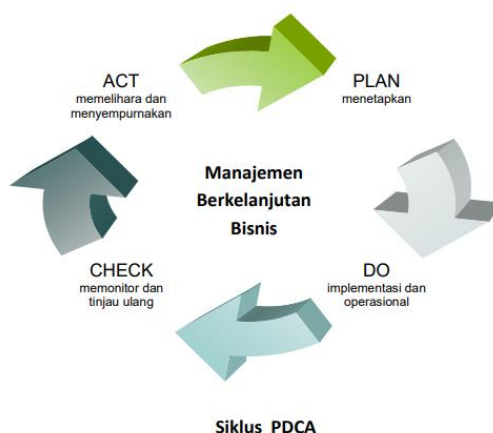 ACT
memelihara dan
menyempurnakan
PLAN
menetapkan
Manajemen
Berkelanjutan
Bisnis
CHECK
memonitor dan
tinjau ulang
DO
implementasi dan
operasional
Siklus PDCA